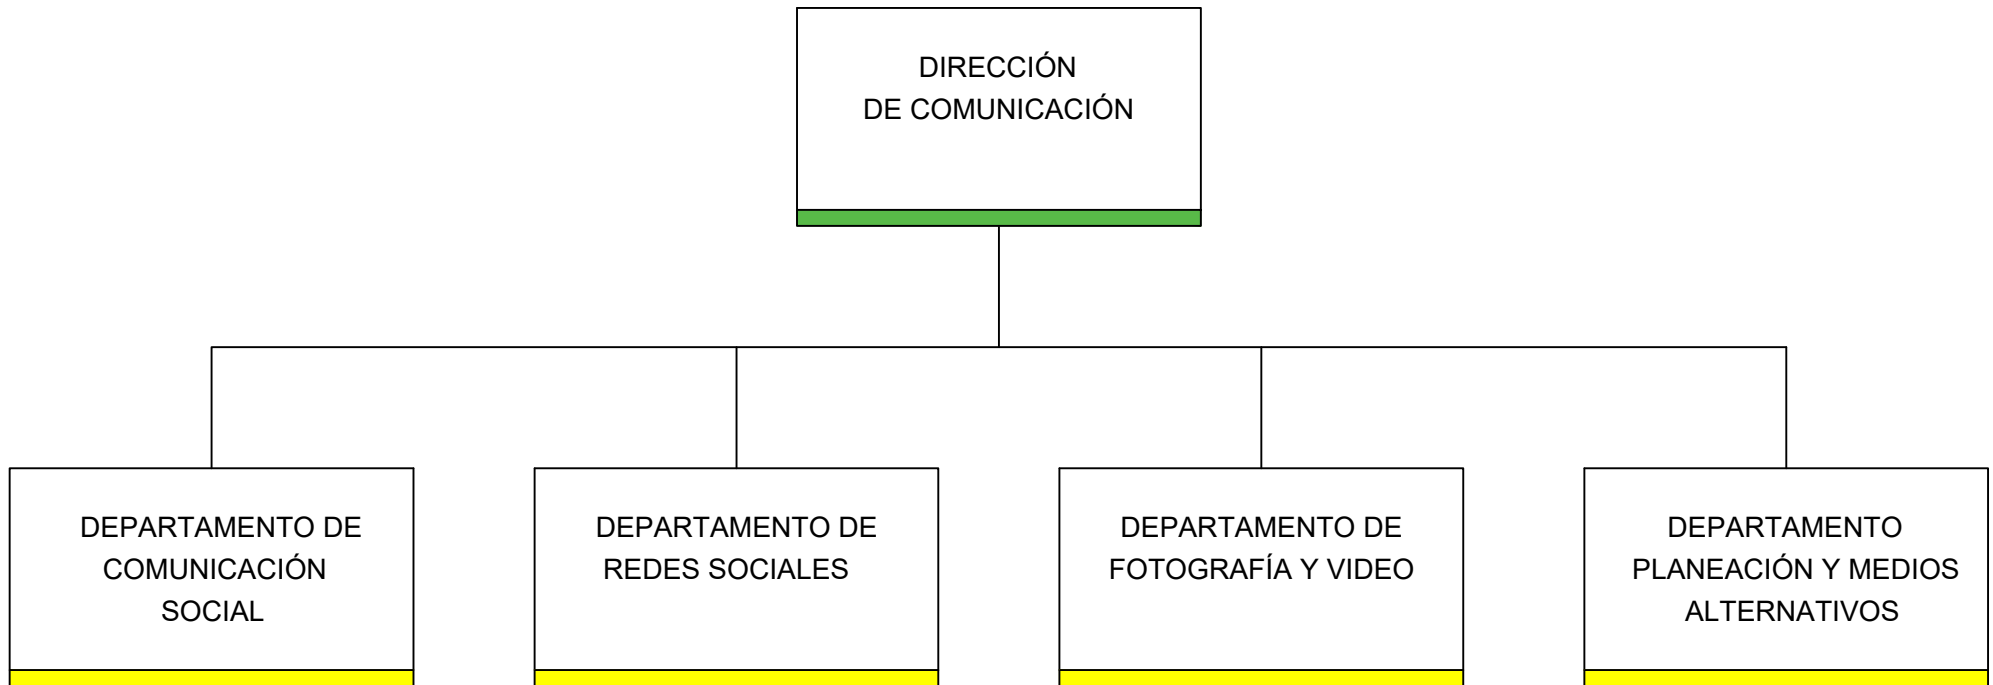 DIRECCIÓN
DE COMUNICACIÓN
DEPARTAMENTO DE
COMUNICACIÓN
SOCIAL
DEPARTAMENTO DE
REDES SOCIALES
DEPARTAMENTO DE
FOTOGRAFÍA Y VIDEO
DEPARTAMENTO
PLANEACIÓN Y MEDIOS
ALTERNATIVOS